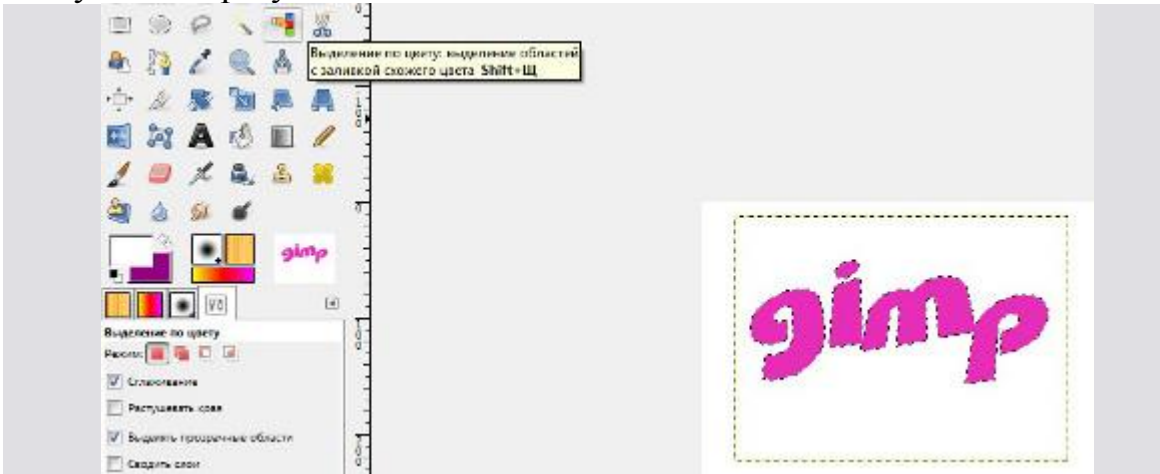 Выделение по цвету: выделение областей
с заливкой схожего цвета Shift+Щ
gimp
Выделение по цвету
Режим:
Сглаживание
Растушевать края
Выделять прозрачные области
Сводить слои
gimp